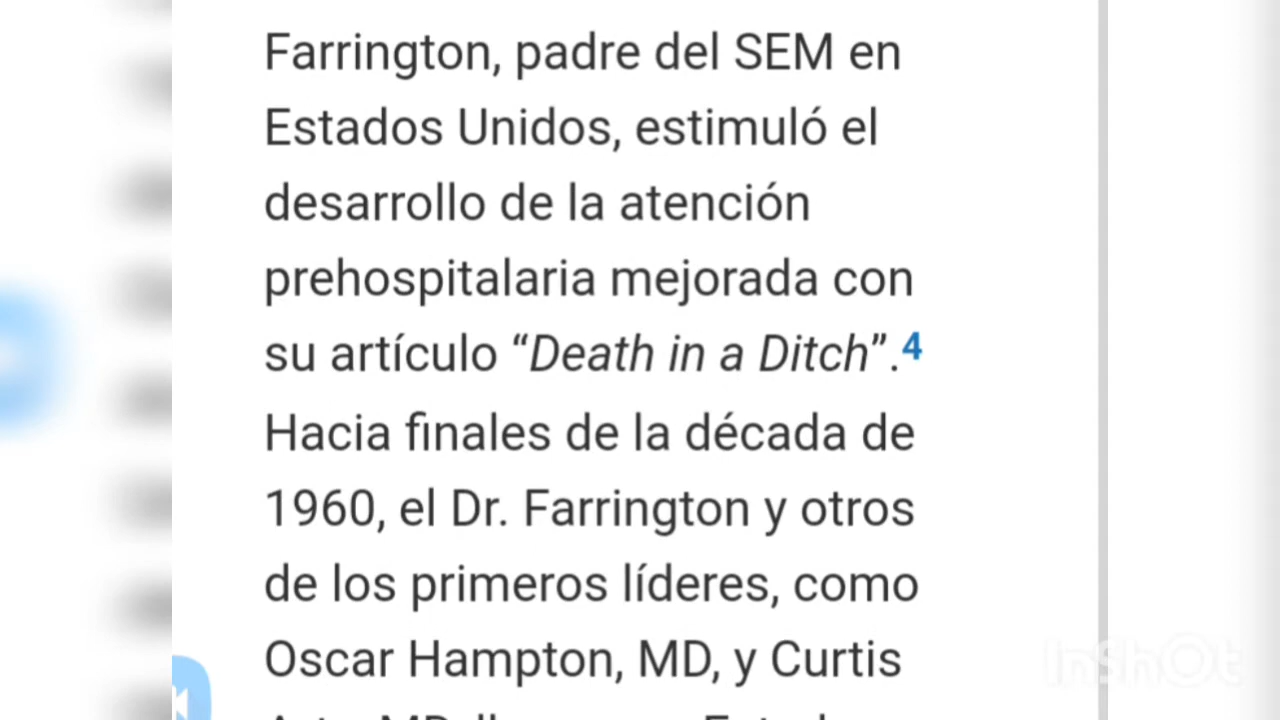 Farrington, padre del SEM en
Estados Unidos, estimuló el
desarrollo de la atención
prehospitalaria mejorada con
su artículo “Death in a Ditch”.4
Hacia finales de la década de
1960, el Dr. Farrington y otros
de los primeros líderes, como
Oscar Hampton, MD, y Curtis
InShOt